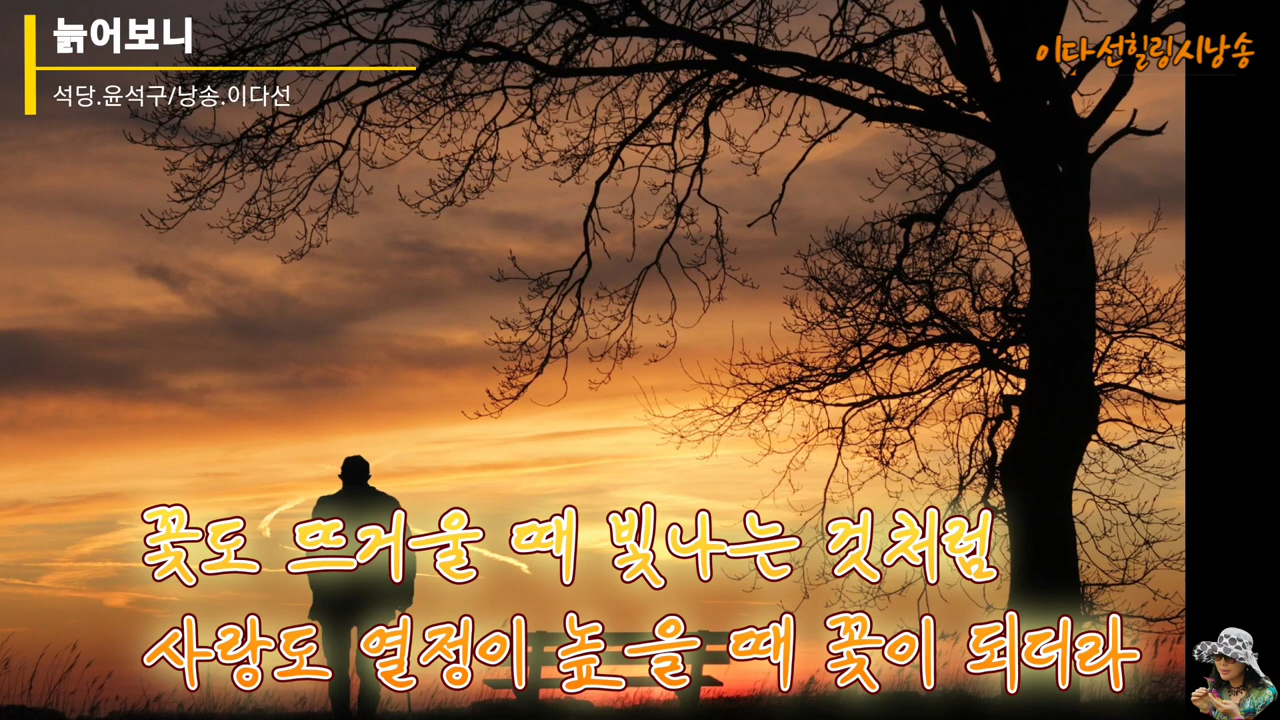 늙어보니
석당.윤석구/낭송.이다선
이다선힐링시낭송
꽃도 뜨거울 때 빛나는 것처럼
사랑도 열정이 높을 때 꽃이 되더라